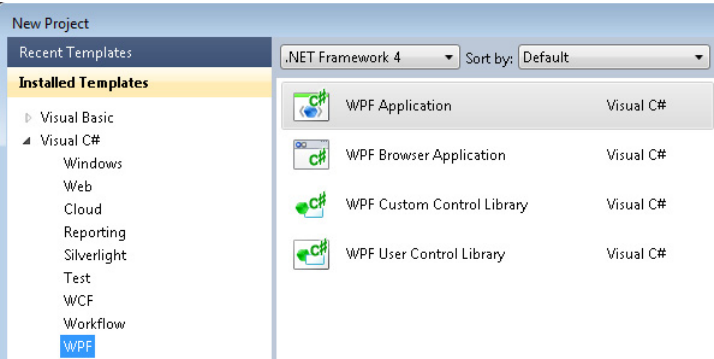 New Project
Recent Templates
Installed Templates
Visual Basic
Visual C#
Windows
Web
Cloud
Reporting
Silverlight
Test
WCF
Workflow
WPF
.NET Framework 4 Sort by: Default
WPF Application Visual C#
WPF Browser Application Visual C#
WPF Custom Control Library Visual C#
WPF User Control Library Visual C#